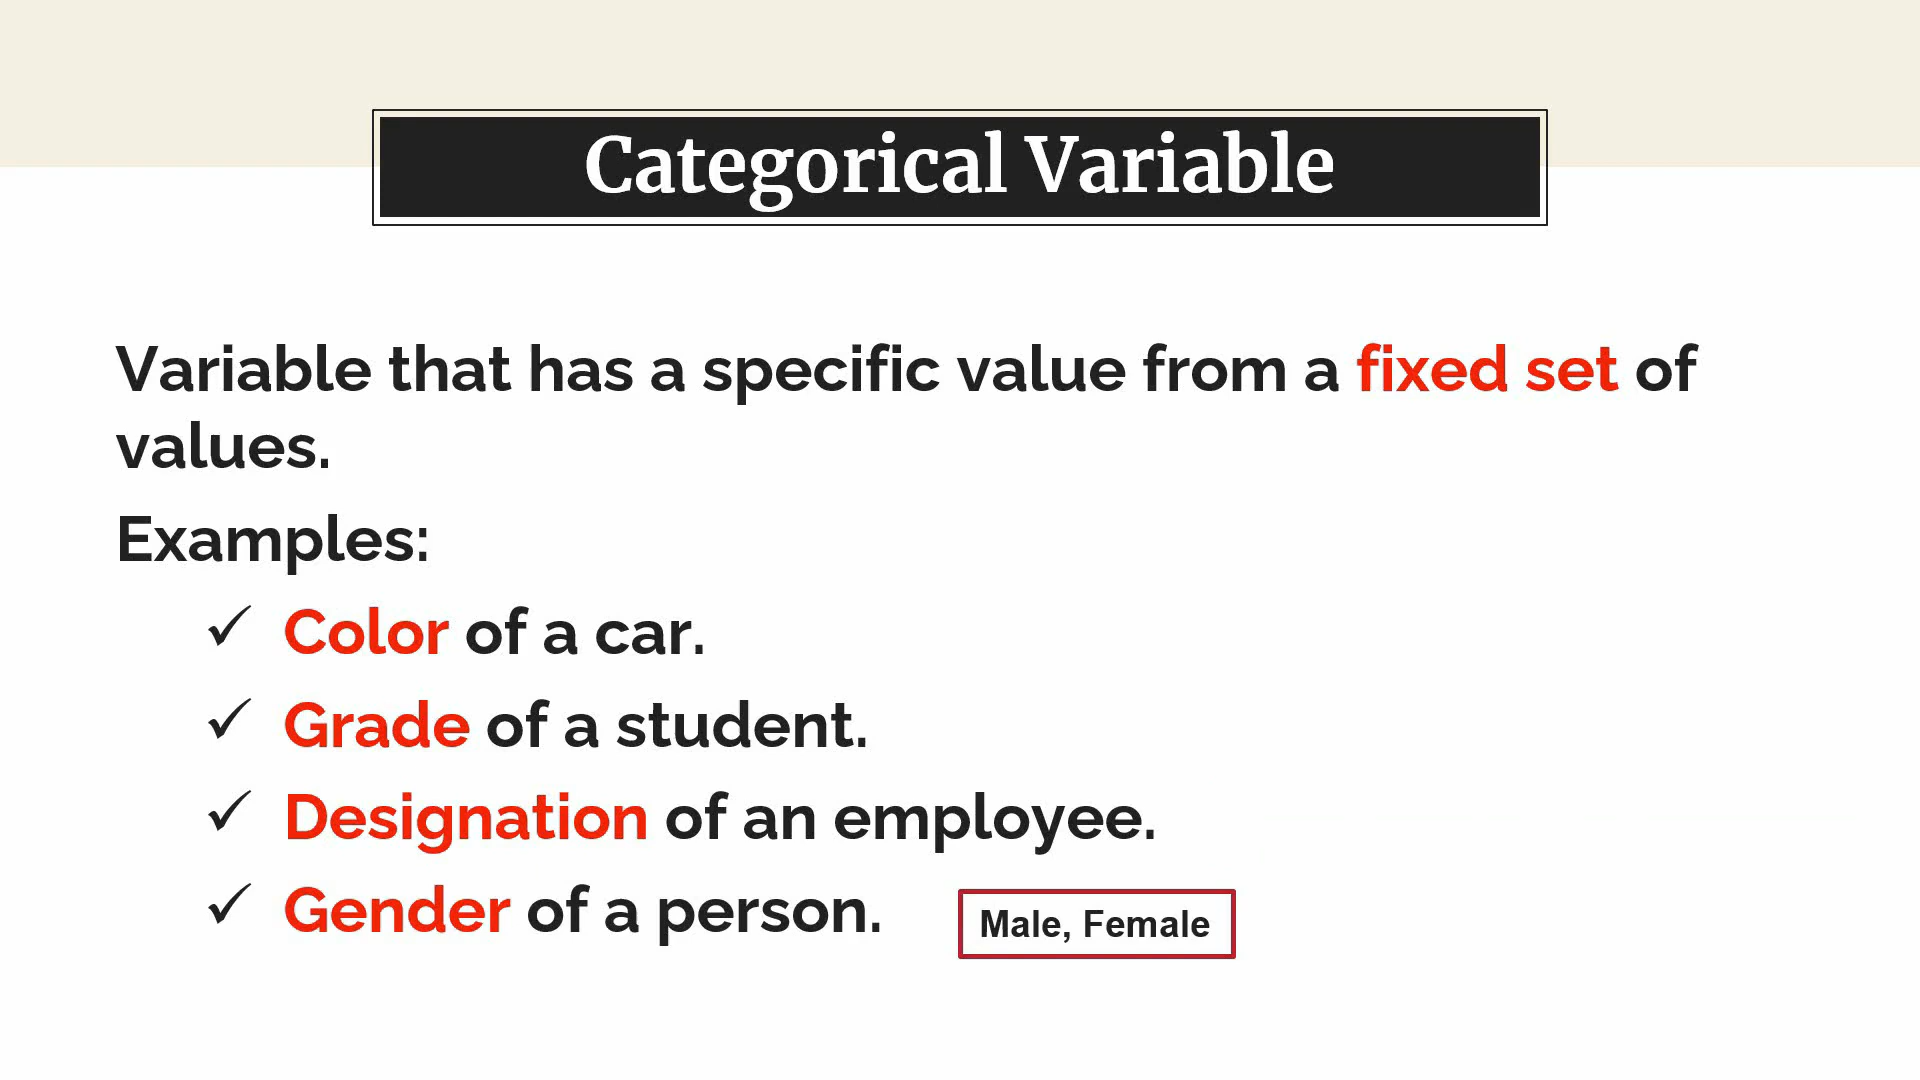 Categorical Variable
Variable that has a specific value from a fixed set of
values.
Examples:
✓ Color of a car.
✓ Grade of a student.
✓ Designation of an employee.
✓ Gender of a person.
Male, Female